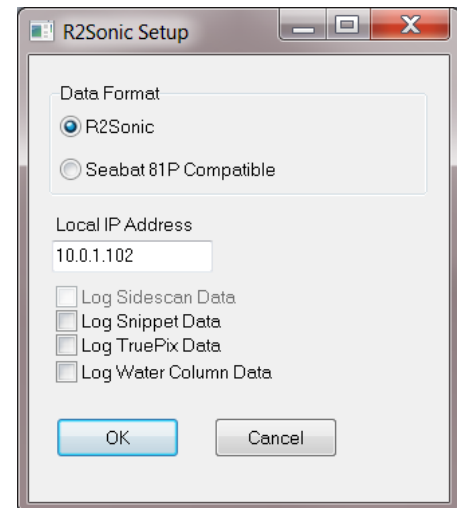 R2Sonic Setup
Data Format
R2Sonic
Seabat 81P Compatible
Local IP Address
10.0.1.102
Log Sidescan Data
Log Snippet Data
Log TruePix Data
Log Water Column Data
OK Cancel